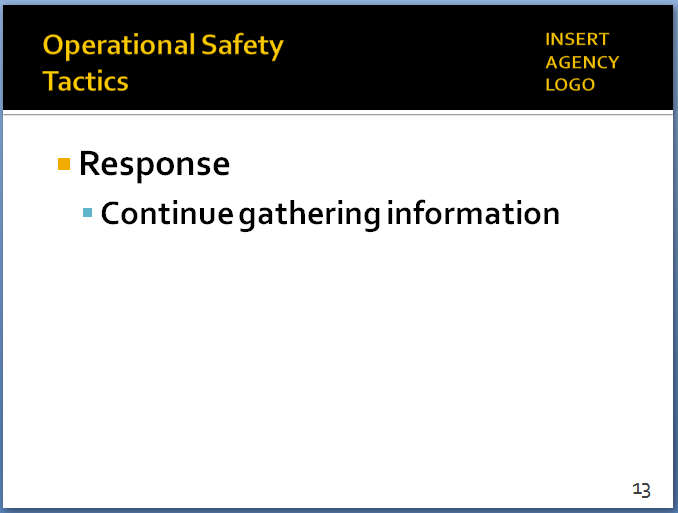 Operational Safety
Tactics
INSERT
AGENCY
LOGO
Response
Continue gathering information
13